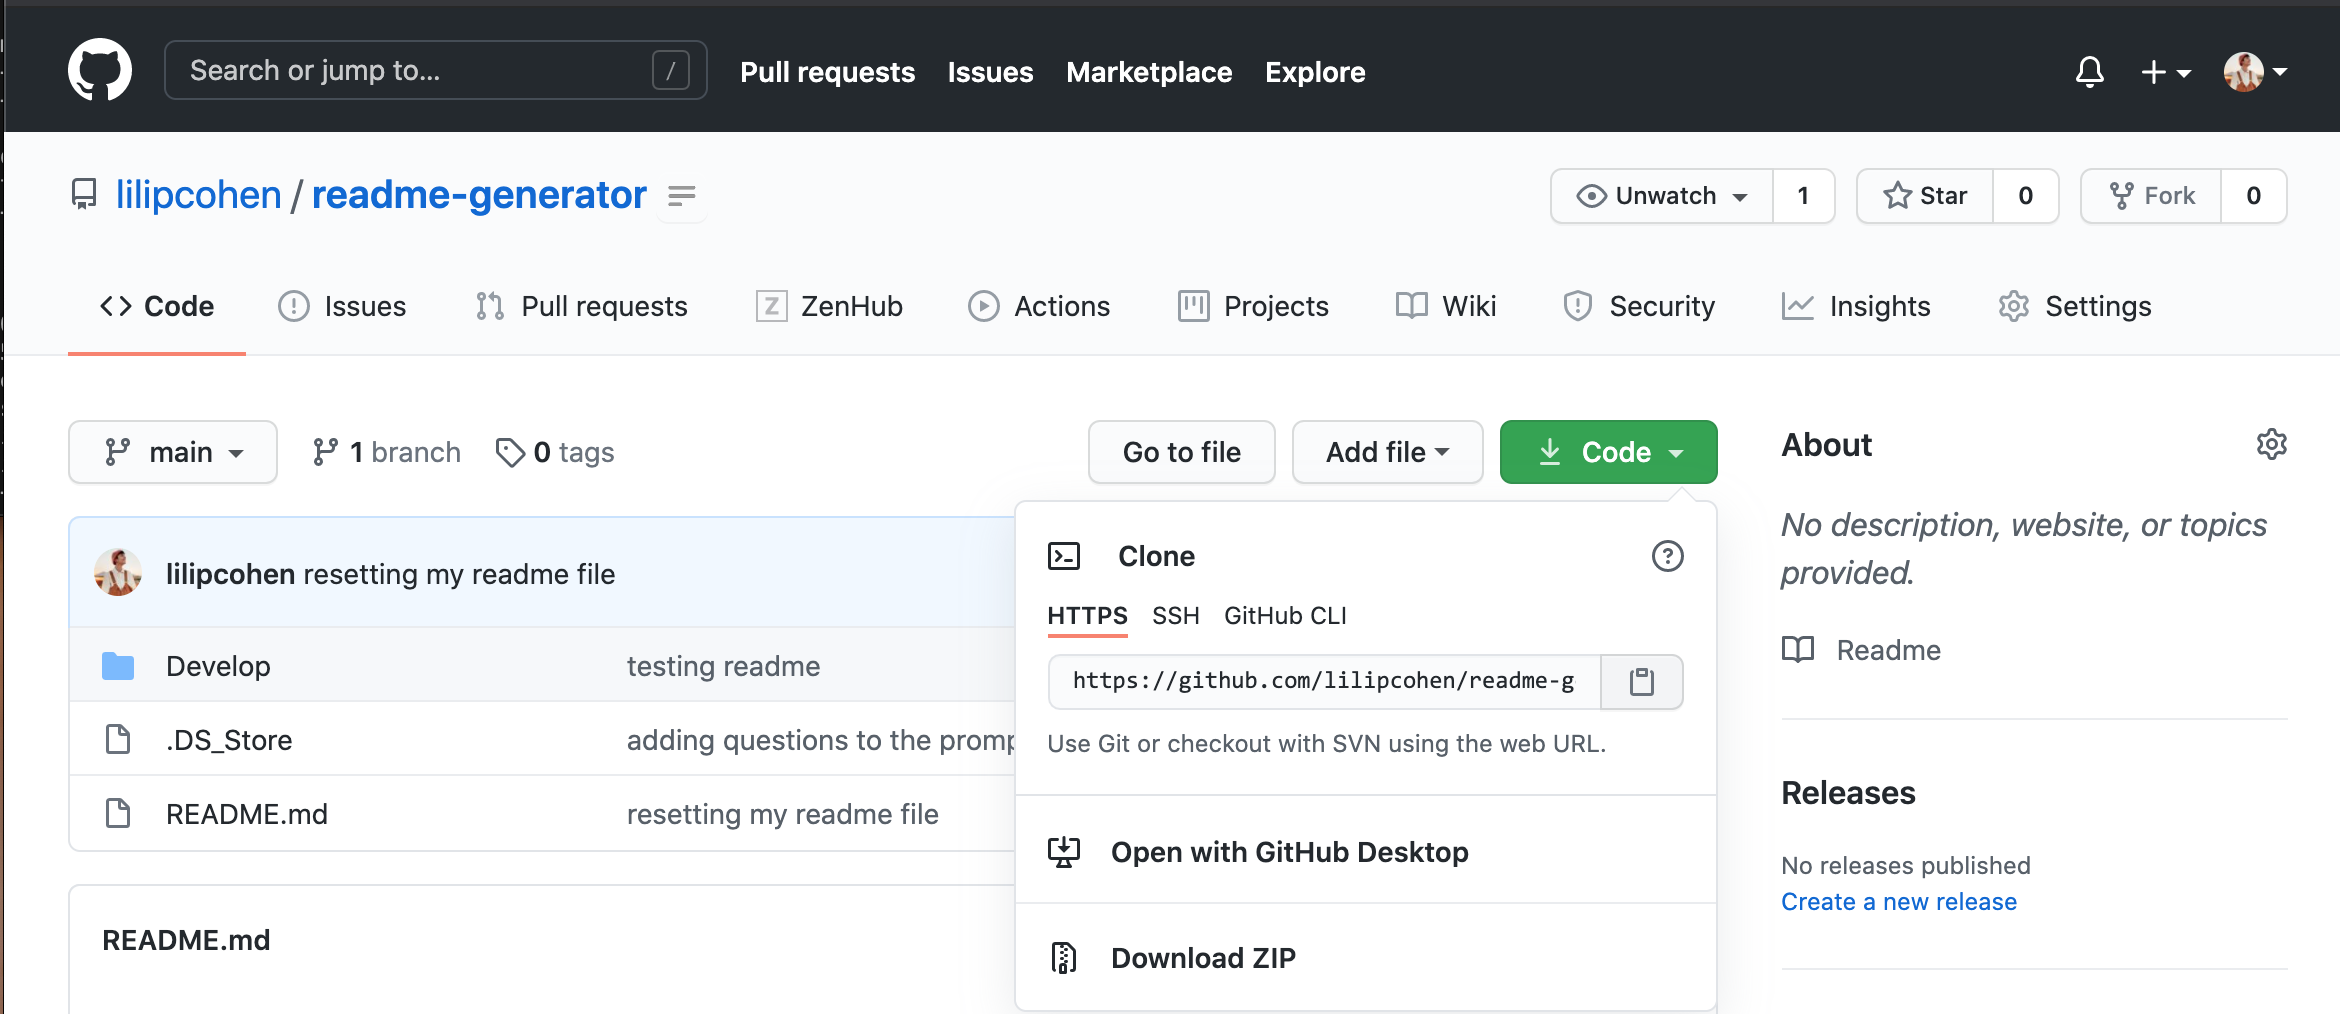 Search or jump to... /
Pull requests Issues Marketplace Explore
lilipcohen / readme-generator
Unwatch 1 Star 0 Fork 0
Code Issues Pull requests ZenHub Actions Projects Wiki Security Insights Settings
main 1 branch 0 tags Go to file Add file Code
lilipcohen resetting my readme file
Develop testing readme
.DS_Store adding questions to the promp
README.md resetting my readme file
README.md
Clone
HTTPS SSH GitHub CLI
https://github.com/lilipcohen/readme-g
Use Git or checkout with SVN using the web URL.
Open with GitHub Desktop
Download ZIP
About
No description, website, or topics
provided.
Readme
Releases
No releases published
Create a new release